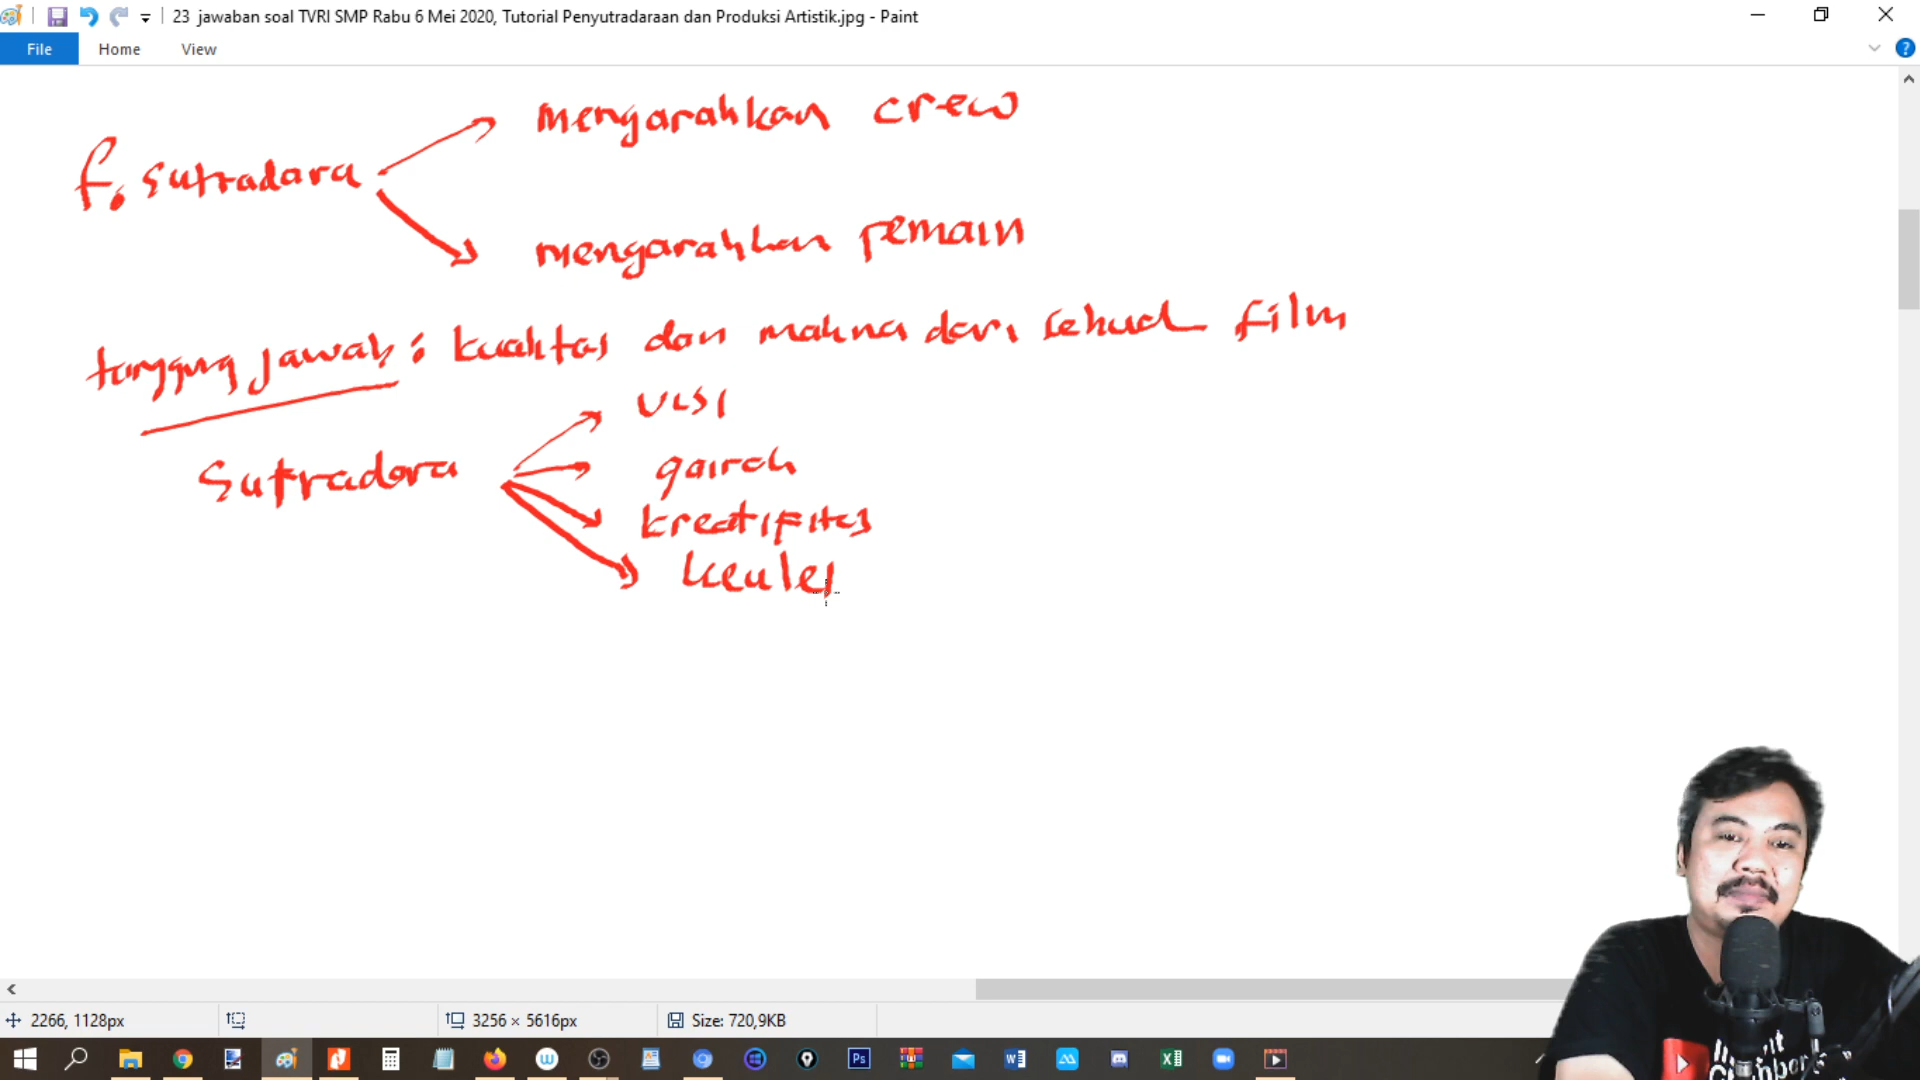 23 jawaban soal TVRI SMP Rabu 6 Mei 2020, Tutorial Penyutradaraan dan Produksi Artistik.jpg - Paint
File Home View
mengarahkan crew
f. Sutradara
mengarahkan pemain
tanggung jawab : kualitas dan makna dari sebuah film
visi
Sutradara
gairah
kreatifitas
keule
2266, 1128px
3256 × 5616px
Size: 720,9KB